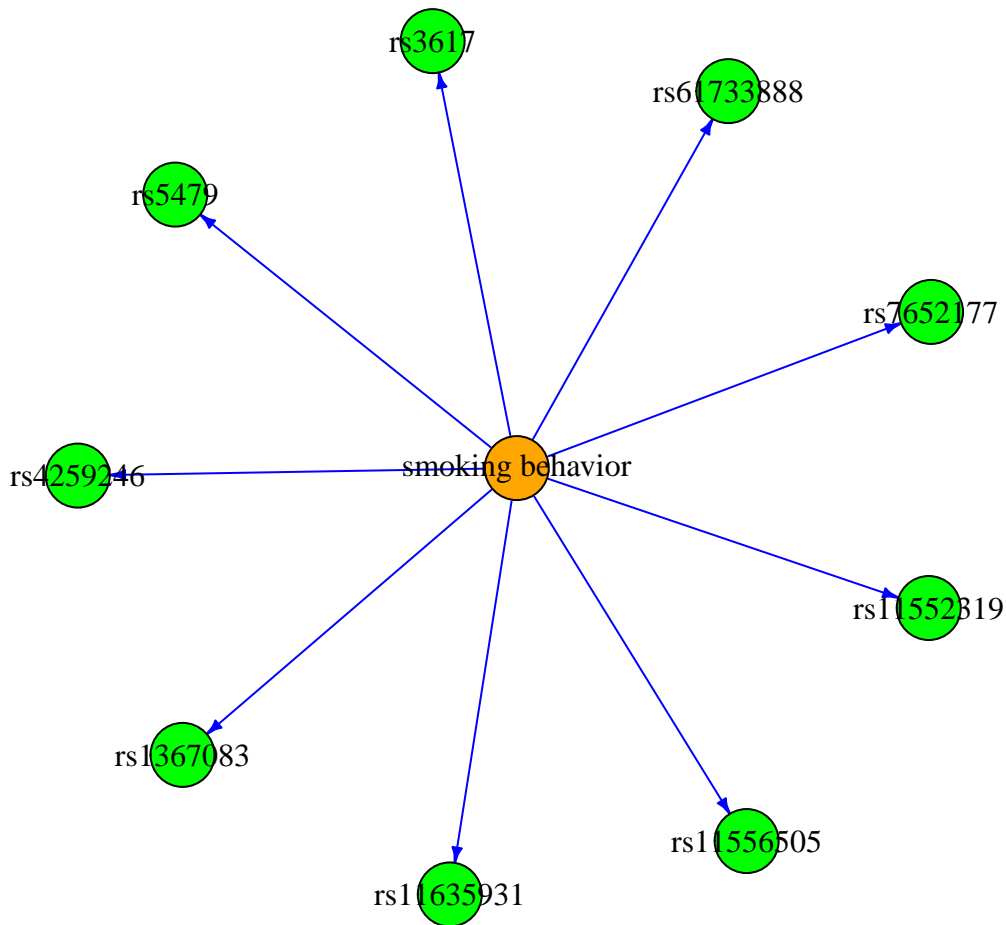 rs3617
rs61733888
rs5479
rs7652177
smoking behavior
rs4259246
rs11552319
rs1367083
rs11556505
rs11635931